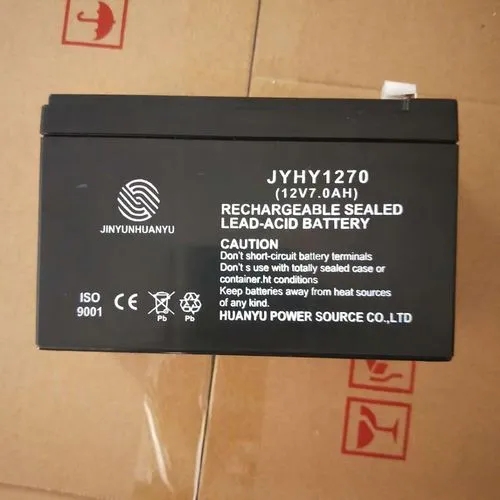 JYHY1270
(12V7.0AH)
RECHARGEABLE SEALED
LEAD-ACID BATTERY
JINYUNHUANYU
CAUTION
Don't short-circuit battery terminals
Don't s use with totally sealed case or
container.ht conditions
Keep batteries away from heat sources
of any kind.
HUANYU POWER SOURCE CO.,LTD
ISO
9001
CE
Pb
Pb